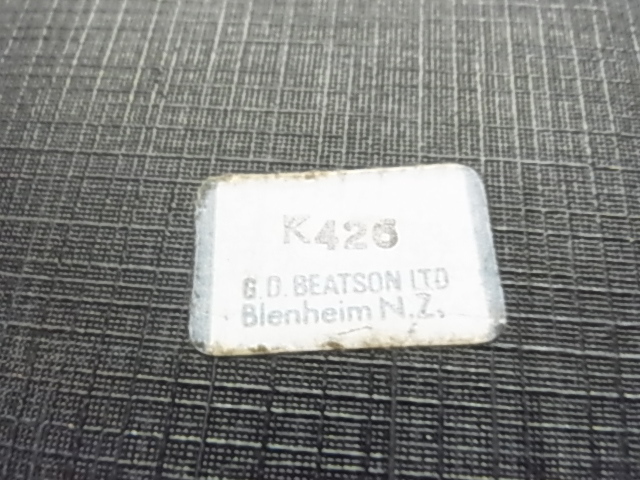 K426
G.D. BEATSON LTD
Blenheim N.Z.